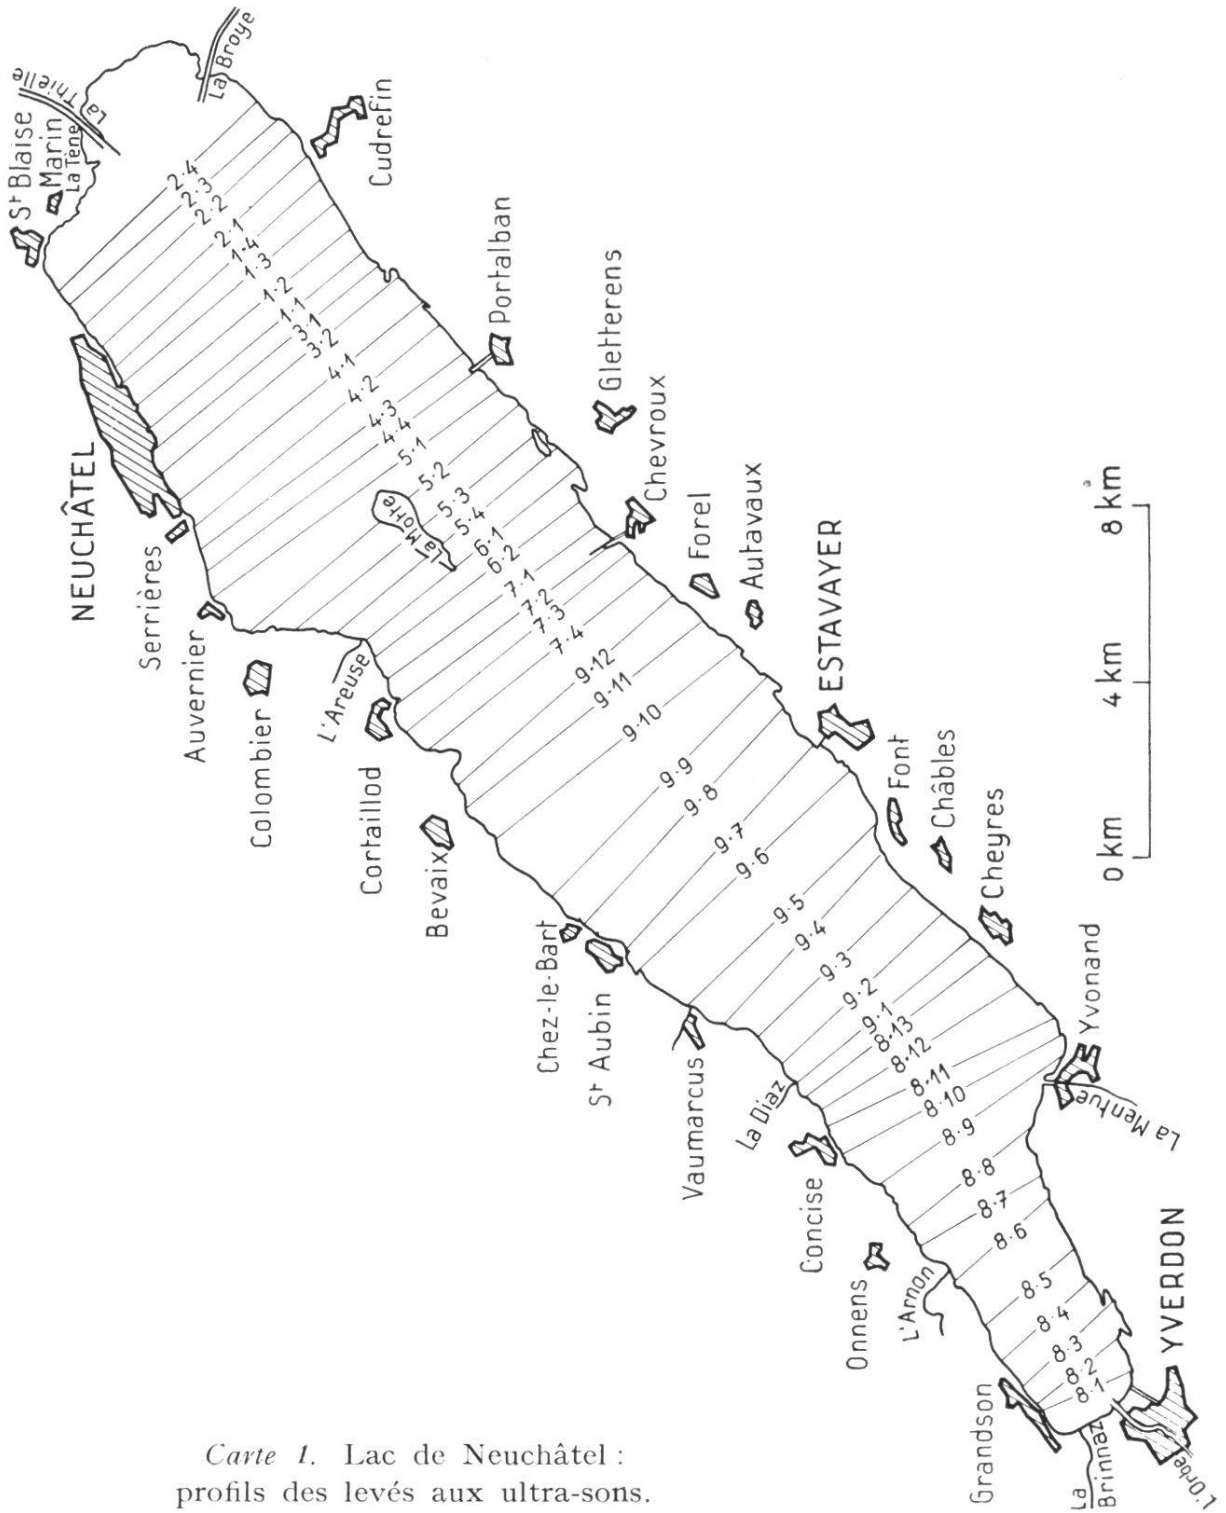 St Blaise
Marin
La Tène
La Thielle
La Broye
Cudrefin
NEUCHÂTEL
Serrières
Auvernier
Colombier
L'Areuse
Cortaillod
Bevaix
Chez-le-Bart
St Aubin
Vaumarcus
La Diaz
Concise
Onnens
L'Arnon
Grandson
La
Brinnaz
L'Orbe
YVERDON
La Mentue
Yvonand
Cheyres
Châbles
Font
ESTAVAYER
Autavaux
Forel
Chevroux
Gletterens
Portalban
La Motte
2·4
2·3
2·2
2·1
1·4
1·3
1·2
1·1
3·1
3·2
4·1
4·2
4·3
4·4
5·1
5·2
5·3
5·4
6·1
6·2
7·1
7·2
7·3
7·4
9·12
9·11
9·10
9·9
9·8
9·7
9·6
9·5
9·4
9·3
9·2
9·1
8·13
8·12
8·11
8·10
8·9
8·8
8·7
8·6
8·5
8·4
8·3
8·2
8·1
0 km
4 km
8 km
Carte 1. Lac de Neuchâtel :
profils des levés aux ultra-sons.